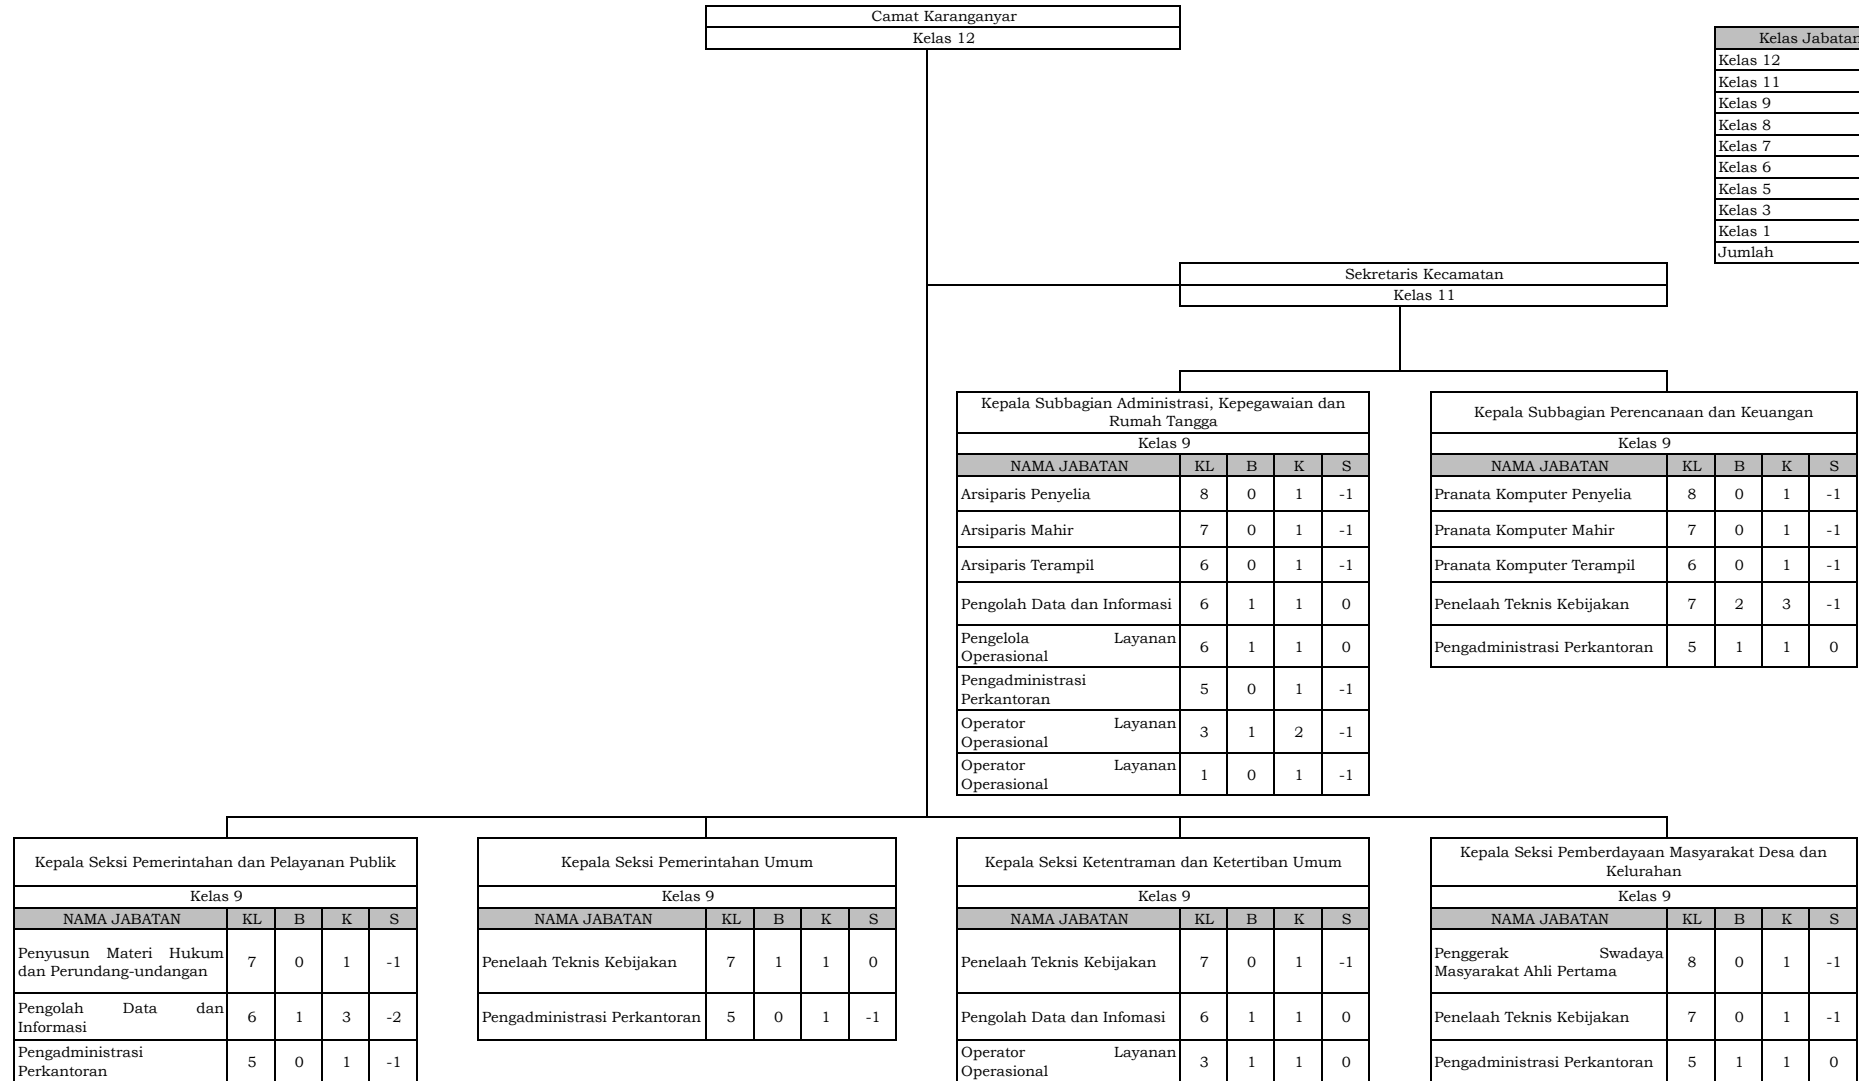 Camat Karanganyar
Kelas 12
Kelas Jabatan
Kelas 12
Kelas 11
Kelas 9
Kelas 8
Kelas 7
Kelas 6
Kelas 5
Kelas 3
Kelas 1
Jumlah
Sekretaris Kecamatan
Kelas 11
Kepala Subbagian Administrasi, Kepegawaian dan
Rumah Tangga
Kelas 9
NAMA JABATAN KL B K S
Arsiparis Penyelia 8 0 1 -1
Arsiparis Mahir 7 0 1 -1
Arsiparis Terampil 6 0 1 -1
Pengolah Data dan Informasi 6 1 1 0
Pengelola Layanan
Operasional 6 1 1 0
Pengadministrasi
Perkantoran 5 0 1 -1
Operator Layanan
Operasional 3 1 2 -1
Operator Layanan
Operasional 1 0 1 -1
Kepala Subbagian Perencanaan dan Keuangan
Kelas 9
NAMA JABATAN KL B K S
Pranata Komputer Penyelia 8 0 1 -1
Pranata Komputer Mahir 7 0 1 -1
Pranata Komputer Terampil 6 0 1 -1
Penelaah Teknis Kebijakan 7 2 3 -1
Pengadministrasi Perkantoran 5 1 1 0
Kepala Seksi Pemerintahan dan Pelayanan Publik
Kelas 9
NAMA JABATAN KL B K S
Penyusun Materi Hukum
dan Perundang-undangan 7 0 1 -1
Pengolah Data dan
Informasi 6 1 3 -2
Pengadministrasi
Perkantoran 5 0 1 -1
Kepala Seksi Pemerintahan Umum
Kelas 9
NAMA JABATAN KL B K S
Penelaah Teknis Kebijakan 7 1 1 0
Pengadministrasi Perkantoran 5 0 1 -1
Kepala Seksi Ketentraman dan Ketertiban Umum
Kelas 9
NAMA JABATAN KL B K S
Penelaah Teknis Kebijakan 7 0 1 -1
Pengolah Data dan Infomasi 6 1 1 0
Operator Layanan
Operasional 3 1 1 0
Kepala Seksi Pemberdayaan Masyarakat Desa dan
Kelurahan
Kelas 9
NAMA JABATAN KL B K S
Penggerak Swadaya
Masyarakat Ahli Pertama 8 0 1 -1
Penelaah Teknis Kebijakan 7 0 1 -1
Pengadministrasi Perkantoran 5 1 1 0